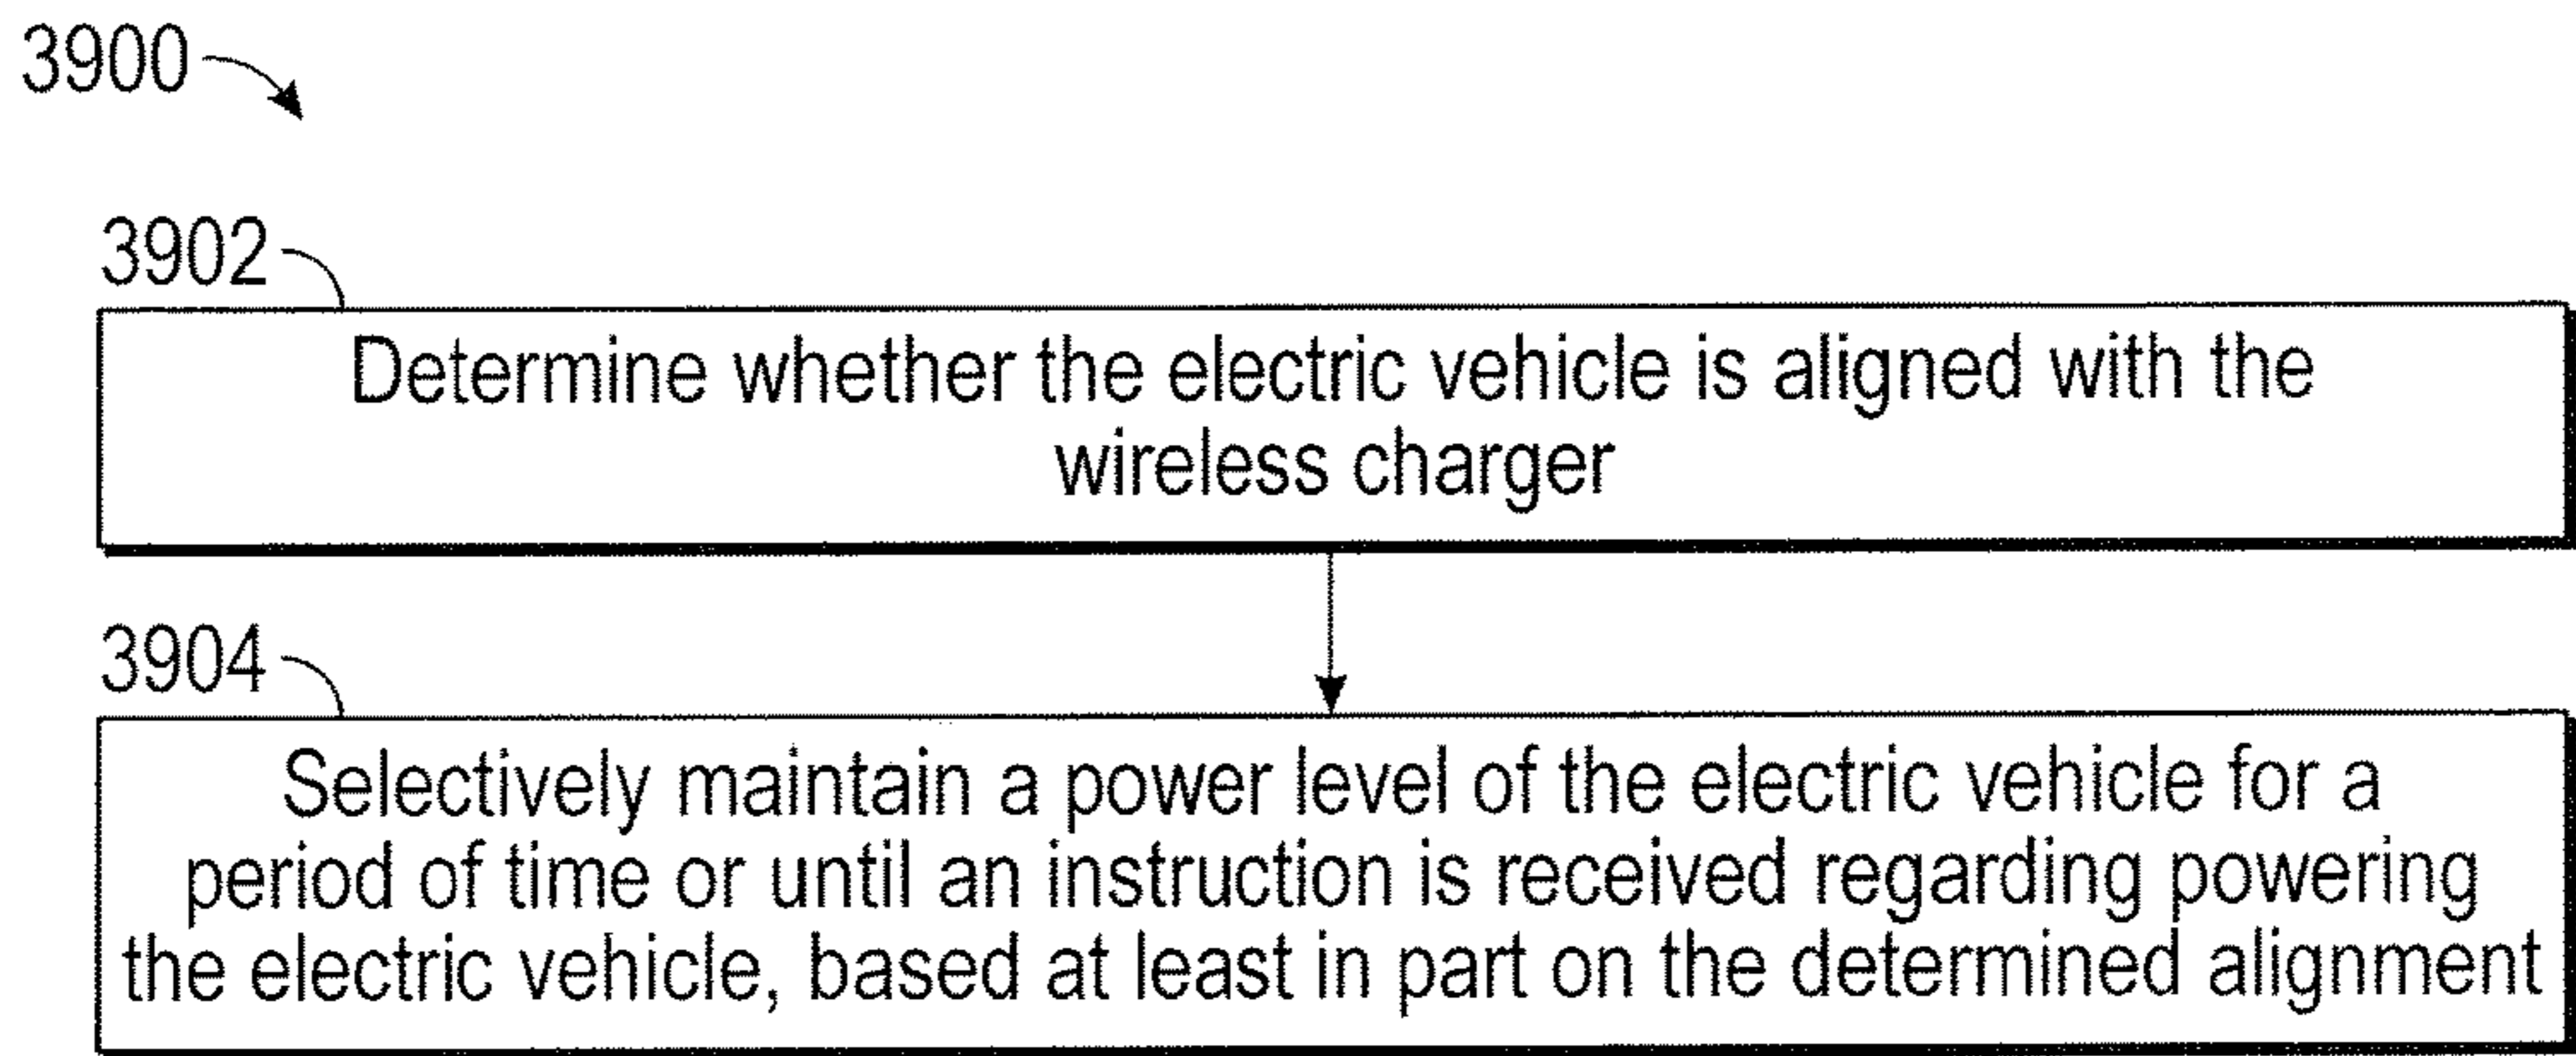 3900
3902
Determine whether the electric vehicle is aligned with the
wireless charger
3904
Selectively maintain a power level of the electric vehicle for a
period of time or until an instruction is received regarding powering
the electric vehicle, based at least in part on the determined alignment